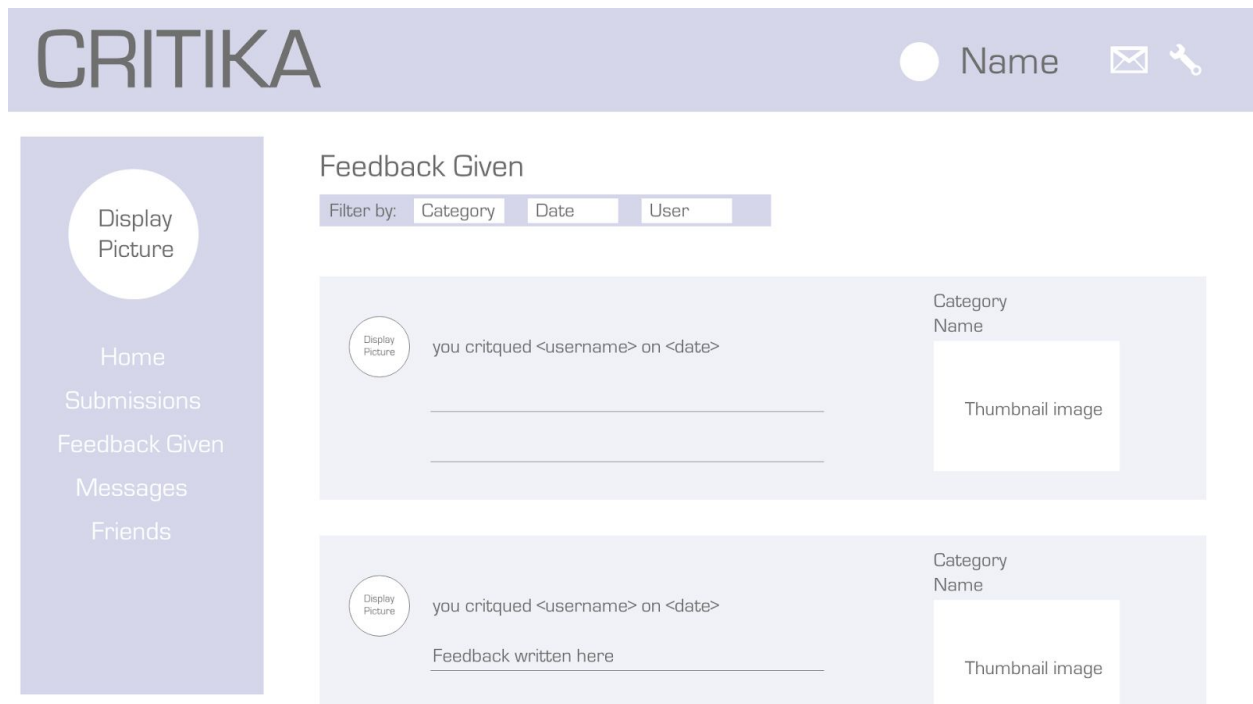 CRITIKA
Name
Display
Picture
Home
Submissions
Feedback Given
Messages
Friends
Feedback Given
Filter by: Category Date User
Display
Picture
you critqued <username> on <date>
Category
Name
Thumbnail image
Display
Picture
you critqued <username> on <date>
Feedback written here
Category
Name
Thumbnail image